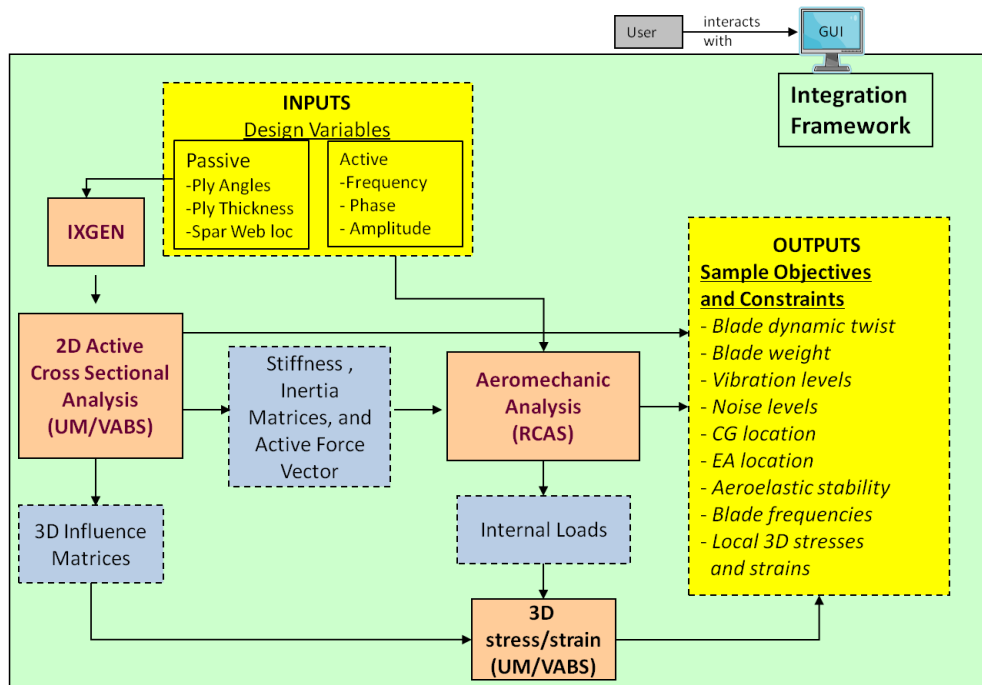 User
interacts
with
GUI
Integration
Framework
INPUTS
Design Variables
Passive
-Ply Angles
-Ply Thickness
-Spar Web loc
Active
-Frequency
- Phase
- Amplitude
IXGEN
2D Active
Cross Sectional
Analysis
(UM/VABS)
Stiffness ,
Inertia
Matrices, and
Active Force
Vector
Aeromechanic
Analysis
(RCAS)
OUTPUTS
Sample Objectives
and Constraints
- Blade dynamic twist
- Blade weight
- Vibration levels
- Noise levels
- CG location
- EA location
- Aeroelastic stability
- Blade frequencies
- Local 3D stresses
and strains
3D Influence
Matrices
Internal Loads
3D
stress/strain
(UM/VABS)